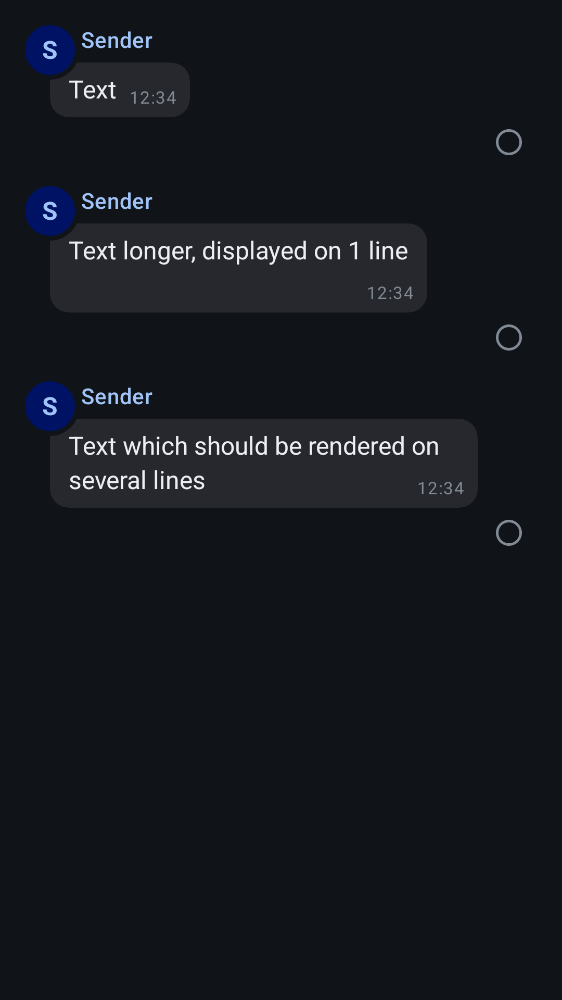 S Sender
Text 12:34
S Sender
Text longer, displayed on 1 line
12:34
S Sender
Text which should be rendered on
several lines 12:34